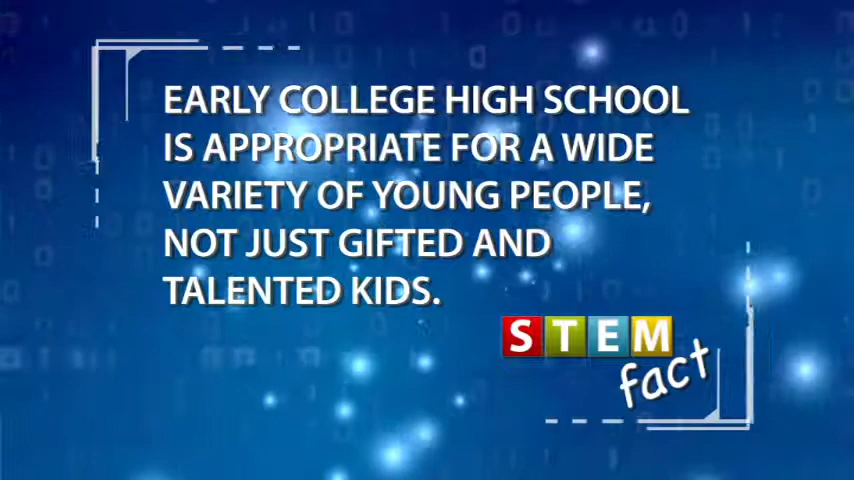 EARLY COLLEGE HIGH SCHOOL
IS APPROPRIATE FOR A WIDE
VARIETY OF YOUNG PEOPLE,
NOT JUST GIFTED AND
TALENTED KIDS.
STEM
fact